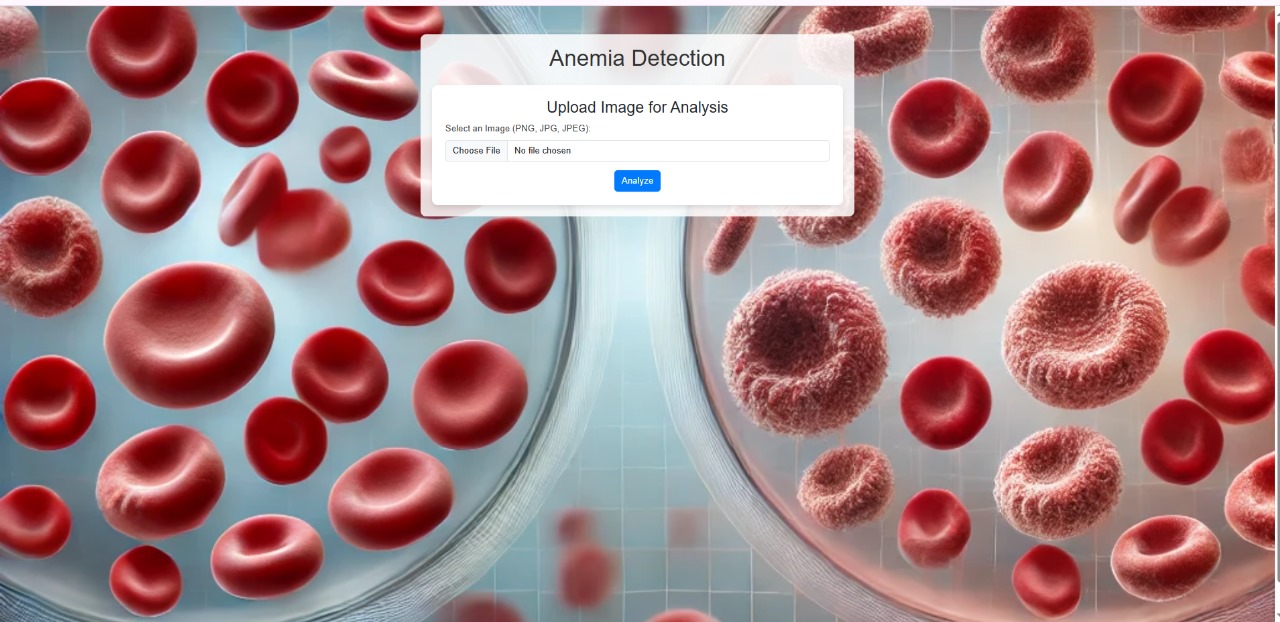 Anemia Detection
Upload Image for Analysis
Select an Image (PNG, JPG, JPEG):
Choose File No file chosen
Analyze